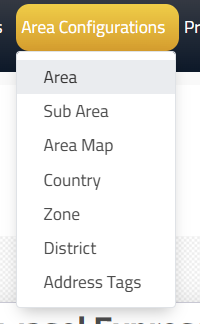 Area Configurations
Area
Sub Area
Area Map
Country
Zone
District
Address Tags